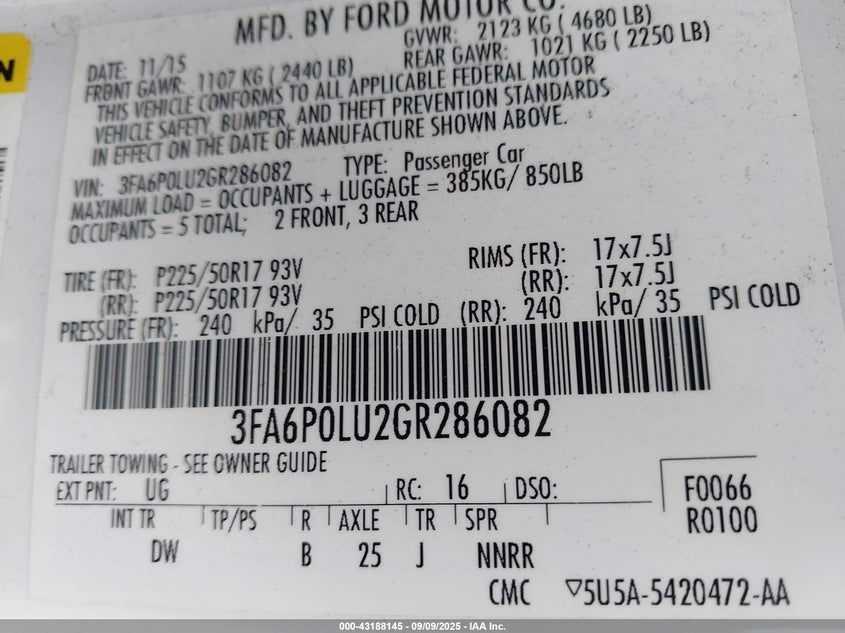 N
MFD. BY FORD MOTOR CO.
DATE: 11/15 GVWR: 2123 KG ( 4680 LB)
FRONT GAWR: 1107 KG ( 2440 LB) REAR GAWR: 1021 KG ( 2250 LB)
THIS VEHICLE CONFORMS TO ALL APPLICABLE FEDERAL MOTOR
VEHICLE SAFETY, BUMPER, AND THEFT PREVENTION STANDARDS
IN EFFECT ON THE DATE OF MANUFACTURE SHOWN ABOVE.
VIN: 3FA6P0LU2GR286082 TYPE: Passenger Car
MAXIMUM LOAD = OCCUPANTS + LUGGAGE = 385KG/ 850LB
OCCUPANTS = 5 TOTAL; 2 FRONT, 3 REAR
TIRE (FR): P225/50R17 93V RIMS (FR): 17x7.5J
(RR): P225/50R17 93V (RR): 17x7.5J
PRESSURE (FR): 240 kPa/ 35 PSI COLD (RR): 240 kPa/ 35 PSI COLD
3FA6P0LU2GR286082
TRAILER TOWING - SEE OWNER GUIDE
EXT PNT: UG RC: 16 DSO: F0066
INT TR TP/PS R AXLE TR SPR R0100
DW B 25 J NNRR
CMC ▽5U5A-5420472-AA
000-43188145 - 09/09/2025 - IAA Inc.